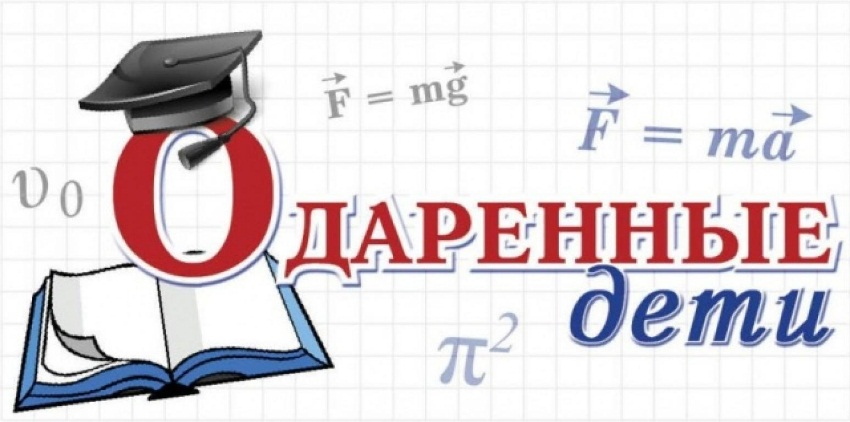 F = mg
F = ma
υ₀
ОДАРЕННЫЕ
дети
π²